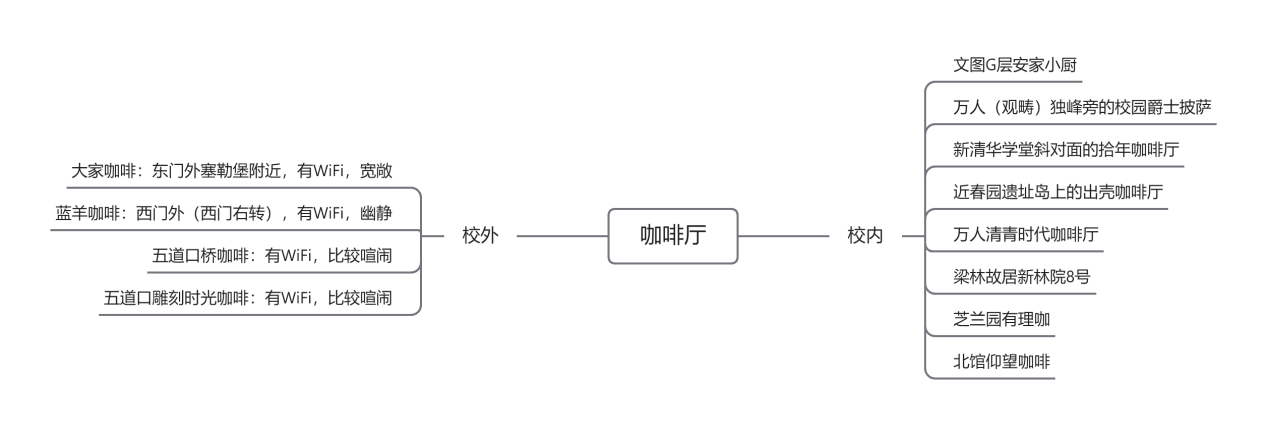 咖啡厅
校外
大家咖啡：东门外塞勒堡附近，有WiFi，宽敞
蓝羊咖啡：西门外（西门右转），有WiFi，幽静
五道口桥咖啡：有WiFi，比较喧闹
五道口雕刻时光咖啡：有WiFi，比较喧闹
校内
文图G层安家小厨
万人（观畴）独峰旁的校园爵士披萨
新清华学堂斜对面的拾年咖啡厅
近春园遗址岛上的出壳咖啡厅
万人清青时代咖啡厅
梁林故居新林院8号
芝兰园有理咖
北馆仰望咖啡